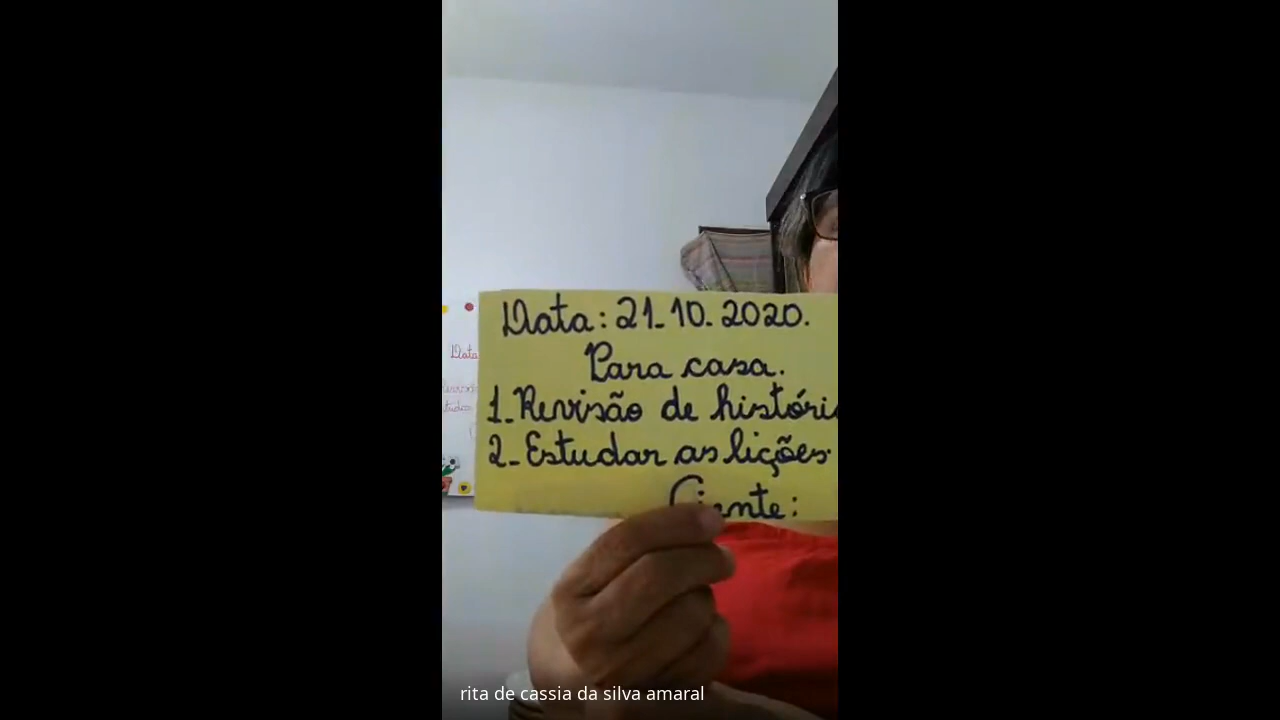 Data: 21.10.2020.
Para casa.
1-Revisão de históri
2-Estudar as lições.
Ciente:
Data
rita de cassia da silva amaral